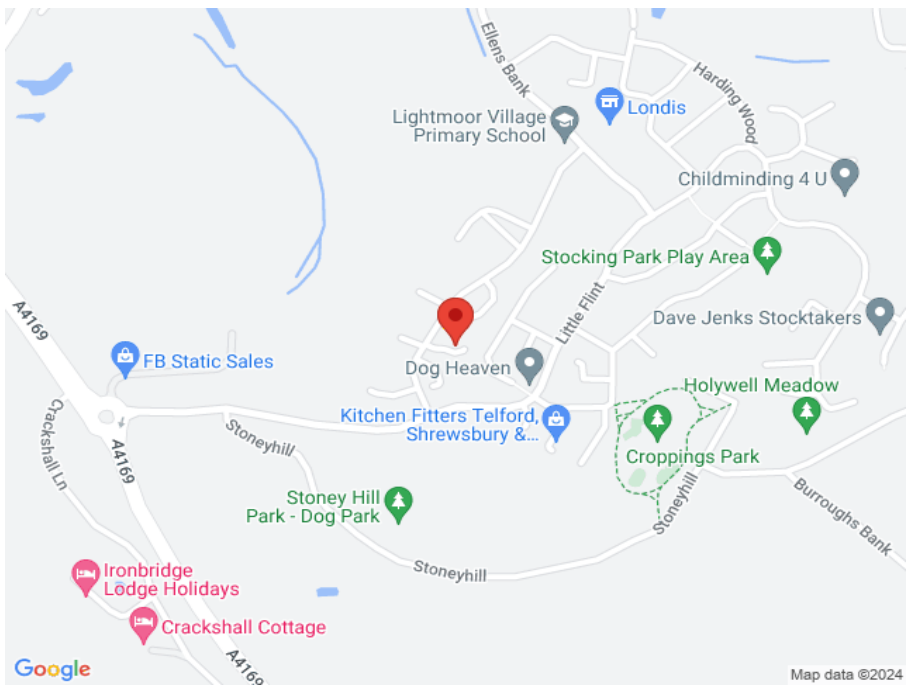 Ellens Bank
Harding Wood
Lightmoor Village
Primary School
Londis
Childminding 4 U
Stocking Park Play Area
A4169
Little Flint
Dave Jenks Stocktakers
FB Static Sales
Dog Heaven
Holywell Meadow
Crackshall Ln
Kitchen Fitters Telford,
Shrewsbury &...
Stoneyhill
A4169
Croppings Park
Stoney Hill
Park - Dog Park
Stoneyhill
Burroughs Bank
Stoneyhill
Ironbridge
Lodge Holidays
Crackshall Cottage
A4169
Google
Map data ©2024